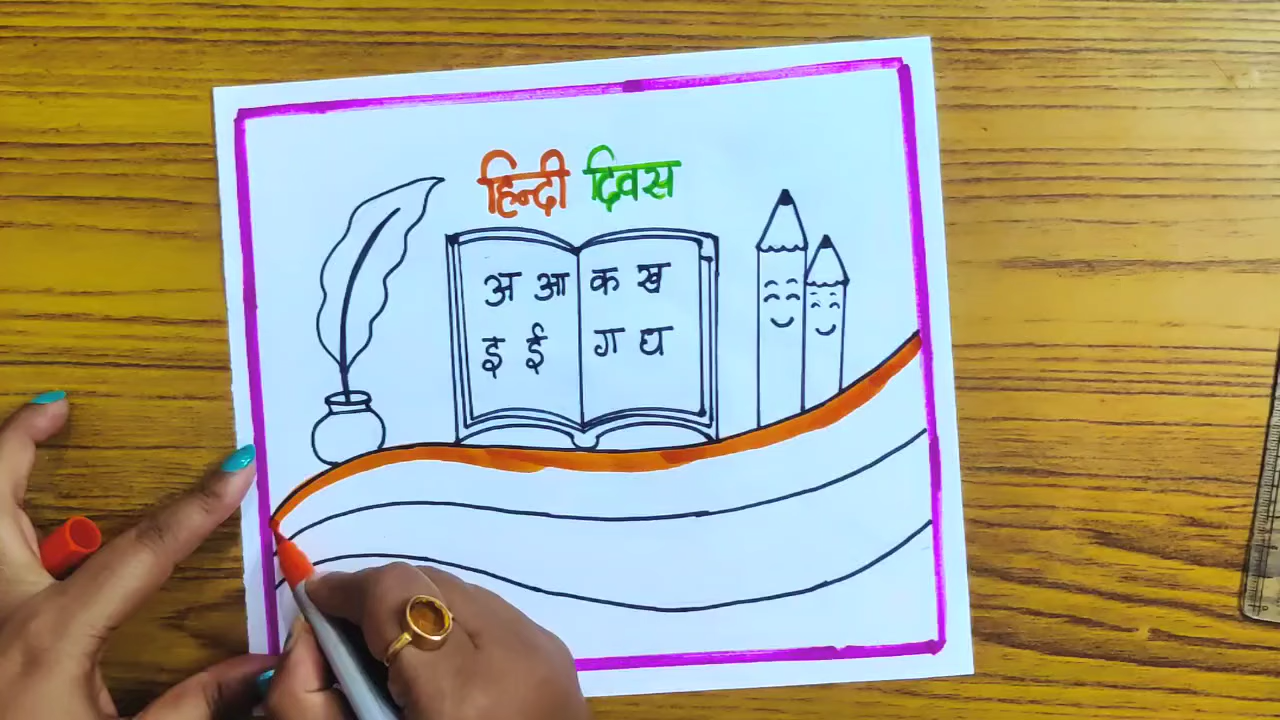 हिन्दी दिवस
अ आ क ख
इ ई ग घ